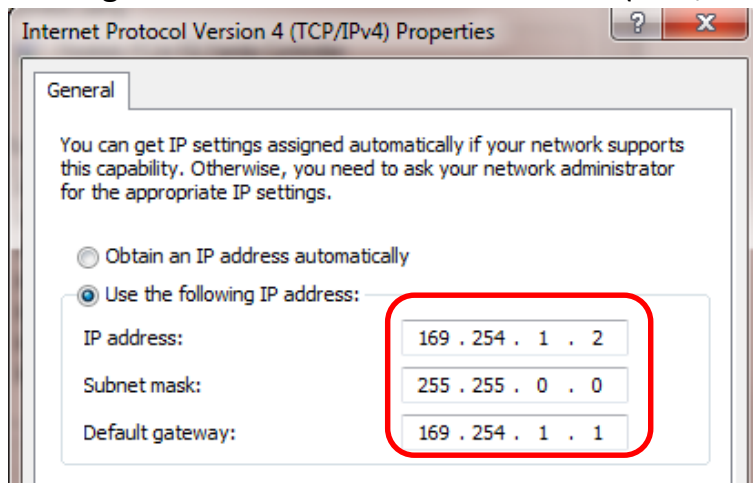 Internet Protocol Version 4 (TCP/IPv4) Properties
General
You can get IP settings assigned automatically if your network supports
this capability. Otherwise, you need to ask your network administrator
for the appropriate IP settings.
Obtain an IP address automatically
Use the following IP address:
IP address: 169 . 254 . 1 . 2
Subnet mask: 255 . 255 . 0 . 0
Default gateway: 169 . 254 . 1 . 1